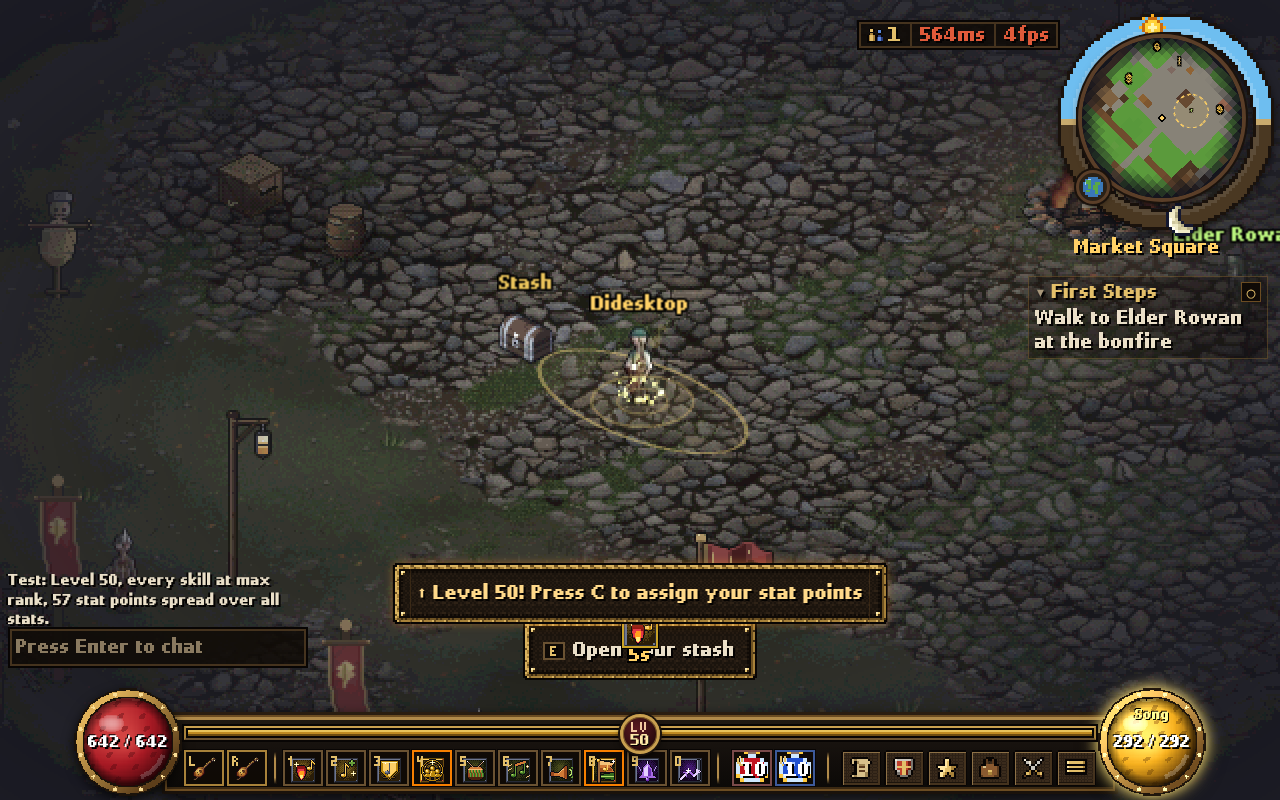 1 564ms 4fps
Elder Rowa
Market Square
First Steps
Walk to Elder Rowan
at the bonfire
Stash
Didesktop
Test: Level 50, every skill at max
rank, 57 stat points spread over all
stats.
Press Enter to chat
Level 50! Press C to assign your stat points
E Open your stash
5s
642 / 642
LV
50
Song
292 / 292
L R 1 2 3 4 5 6 7 8 9 0 10 10